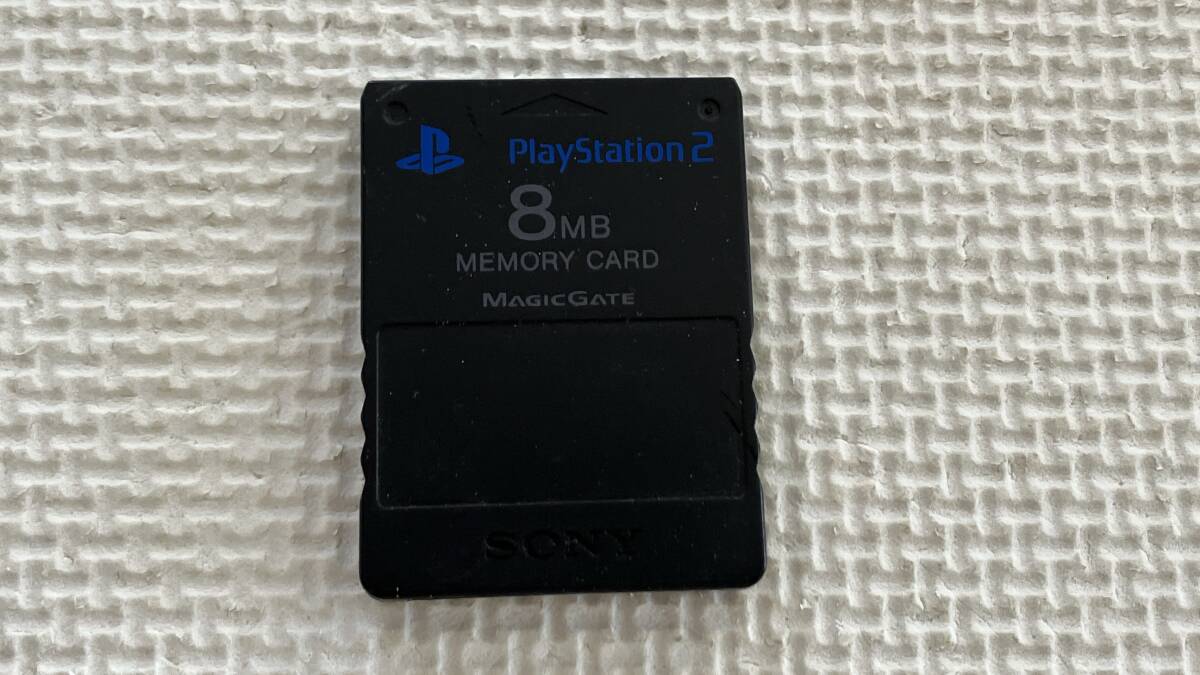 PlayStation 2
8MB
MEMORY CARD
MAGICGATE
SONY